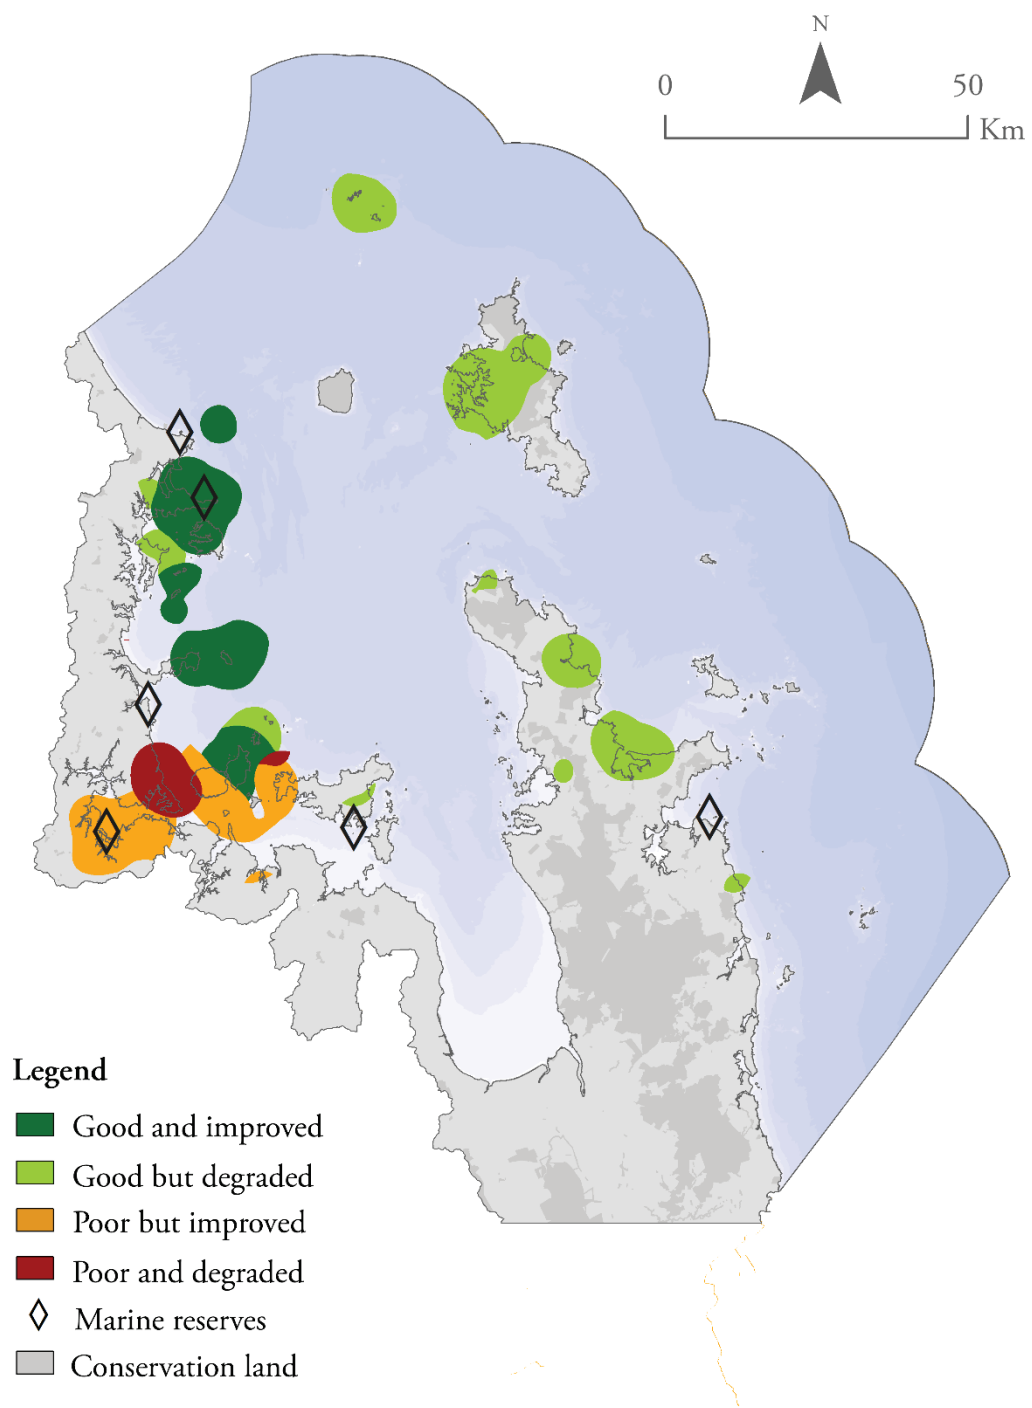 N
0 50
Km
Legend
Good and improved
Good but degraded
Poor but improved
Poor and degraded
Marine reserves
Conservation land